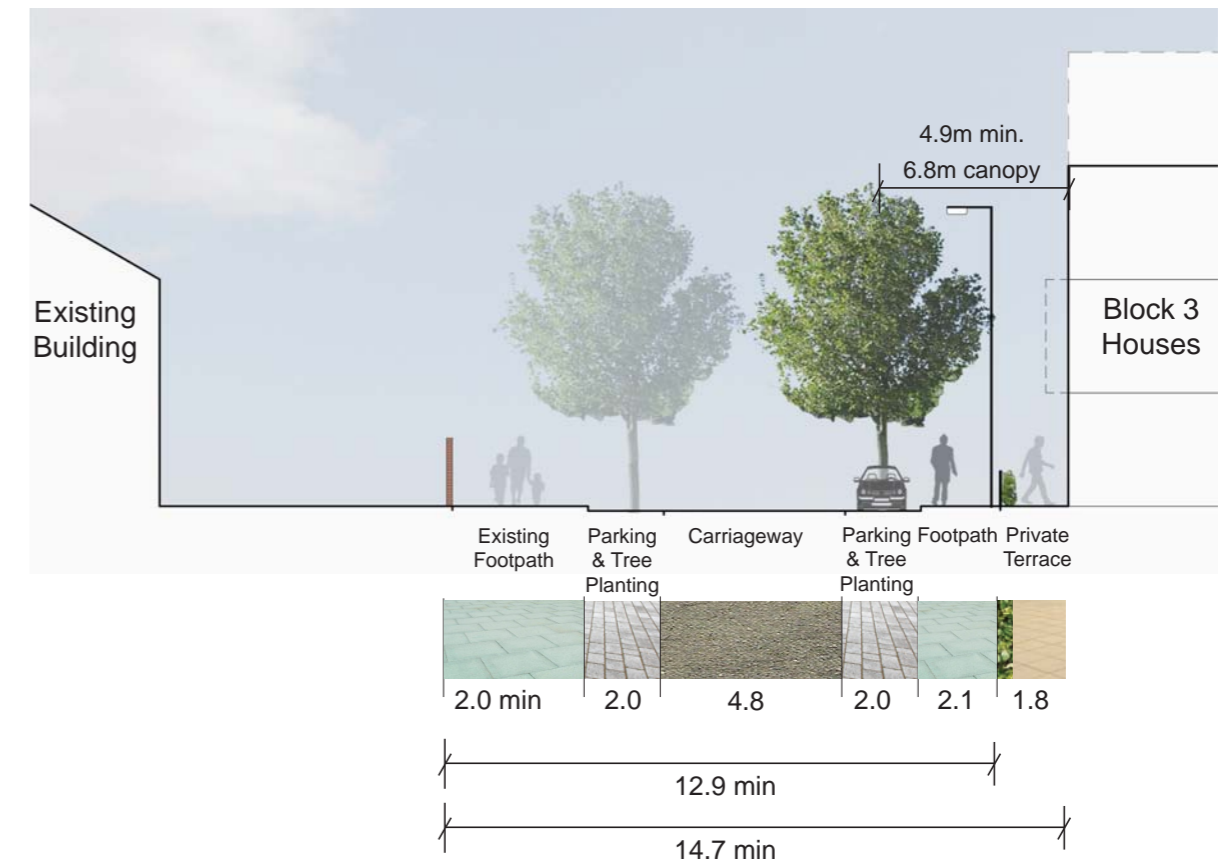 4.9m min.
6.8m canopy
Existing
Building
Block 3
Houses
Existing
Footpath
Parking
& Tree
Planting
Carriageway
Parking
& Tree
Planting
Footpath
Private
Terrace
2.0 min
2.0
4.8
2.0
2.1
1.8
12.9 min
14.7 min